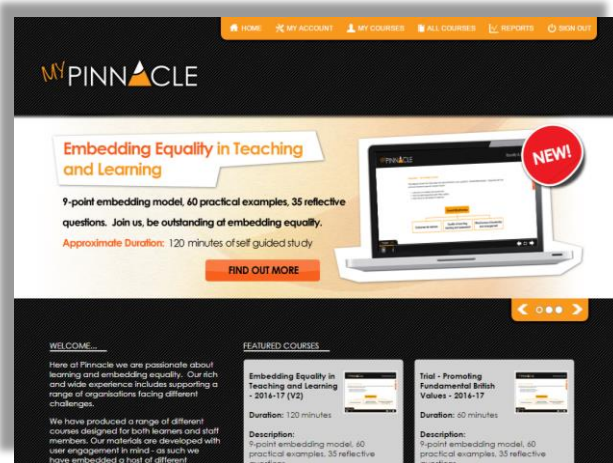 HOME MY ACCOUNT MY COURSES ALL COURSES REPORTS SIGN OUT
MY PINNACLE
Embedding Equality in Teaching
and Learning
NEW!
9-point embedding model, 60 practical examples, 35 reflective
questions. Join us, be outstanding at embedding equality.
Approximate Duration: 120 minutes of self guided study
FIND OUT MORE
WELCOME...
Here at Pinnacle we are passionate about
learning and embedding equality. Our rich
and wide experience includes supporting a
range of organisations facing different
challenges.
We have produced a range of different
courses designed for both learners and staff
members. Our materials are developed with
user engagement in mind - as such we
have embedded a host of different
FEATURED COURSES
Embedding Equality in
Teaching and Learning
- 2016-17 (V2)
Duration: 120 minutes
Description:
9-point embedding model, 60
practical examples, 35 reflective
Trial - Promoting
Fundamental British
Values - 2016-17
Duration: 60 minutes
Description:
9-point embedding model, 60
practical examples, 35 reflective